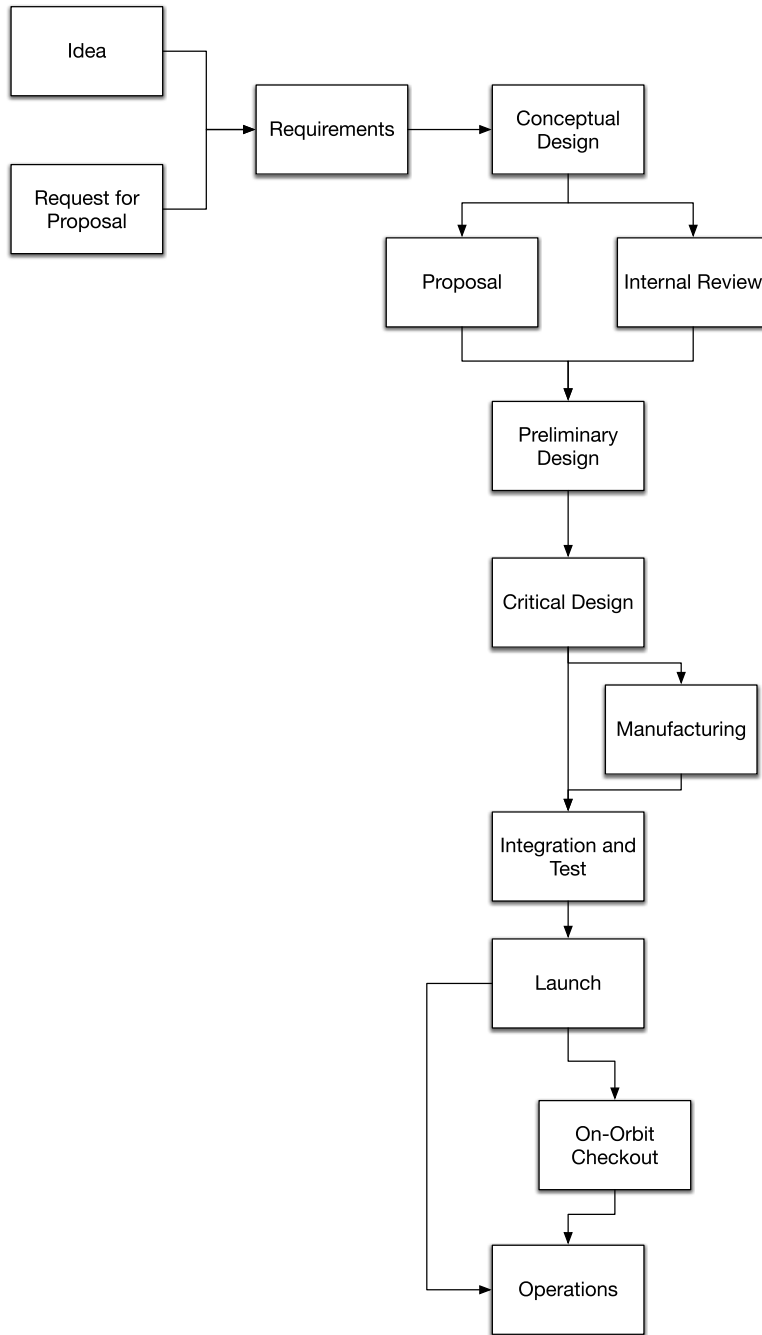 Idea
Request for
Proposal
Requirements
Conceptual
Design
Proposal
Internal Review
Preliminary
Design
Critical Design
Manufacturing
Integration and
Test
Launch
On-Orbit
Checkout
Operations